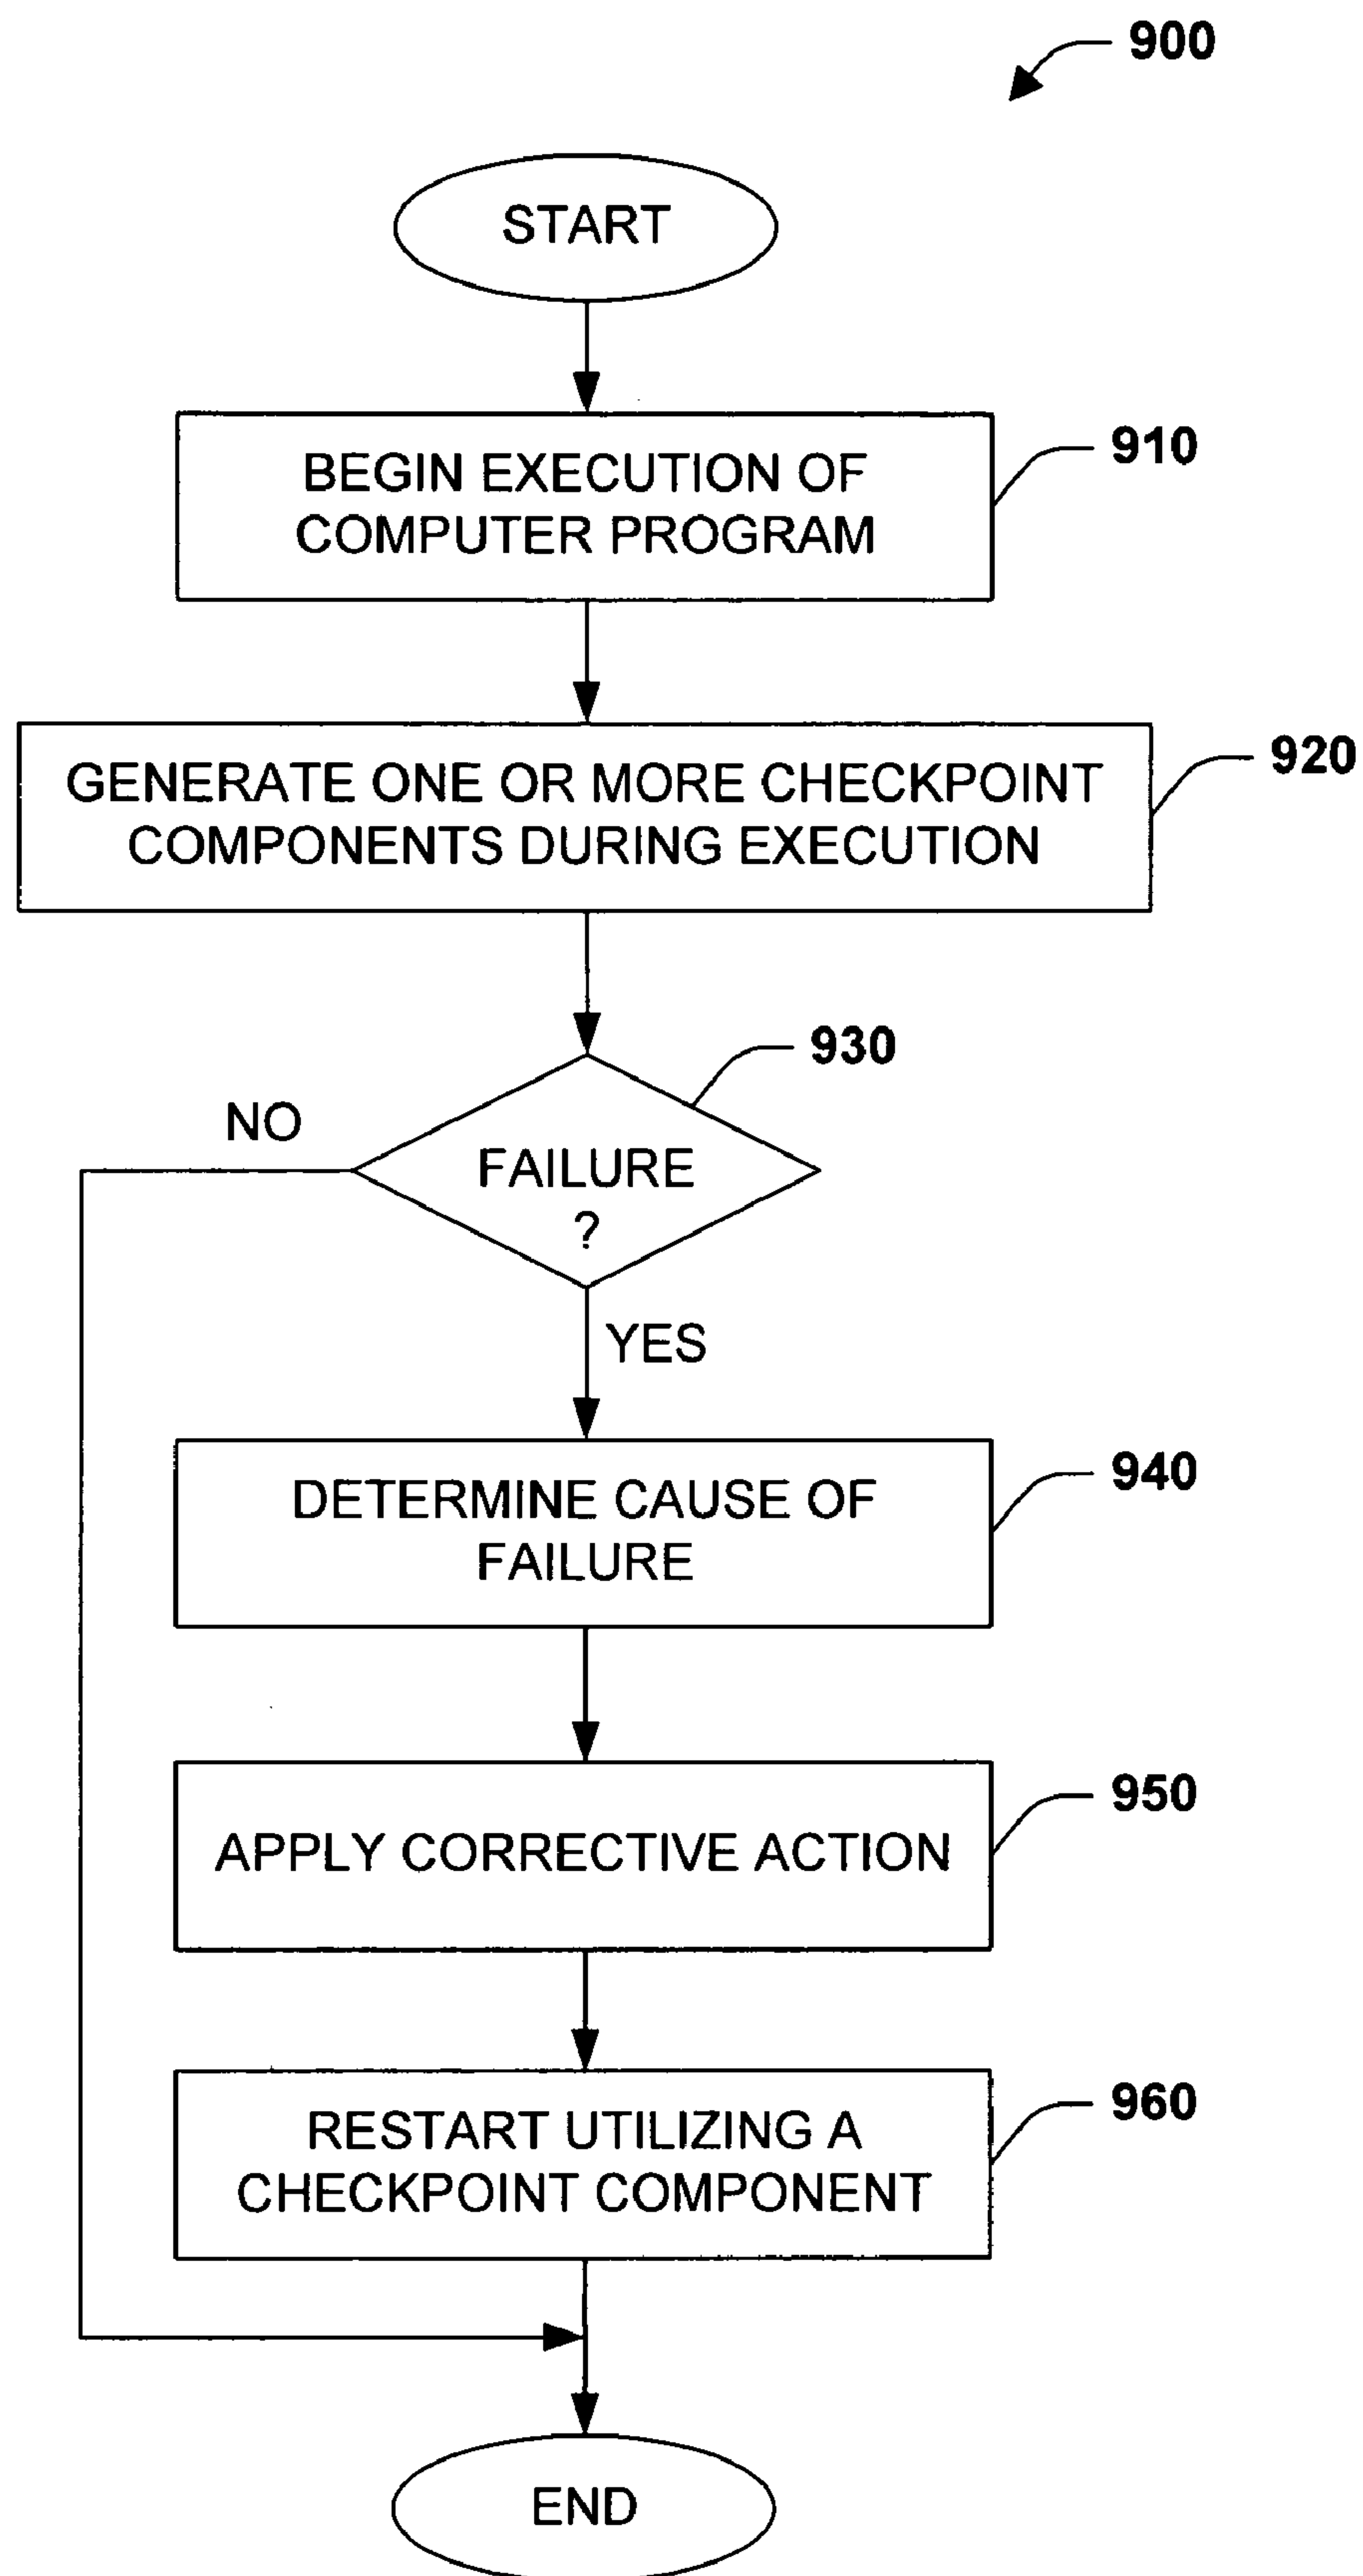 900
START
BEGIN EXECUTION OF
COMPUTER PROGRAM
910
GENERATE ONE OR MORE CHECKPOINT
COMPONENTS DURING EXECUTION
920
930
NO
FAILURE
?
YES
DETERMINE CAUSE OF
FAILURE
940
APPLY CORRECTIVE ACTION
950
RESTART UTILIZING A
CHECKPOINT COMPONENT
960
END